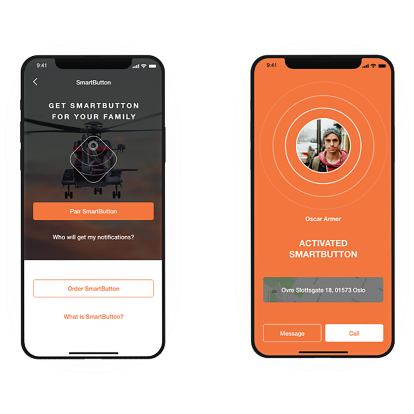 9:41
SmartButton
GET SMARTBUTTON
FOR YOUR FAMILY
Pair SmartButton
Who will get my notifications?
Order SmartButton
What is SmartButton?
9:41
Oscar Armer
ACTIVATED
SMARTBUTTON
Ovre Slottsgate 18, 01573 Oslo
Message
Call